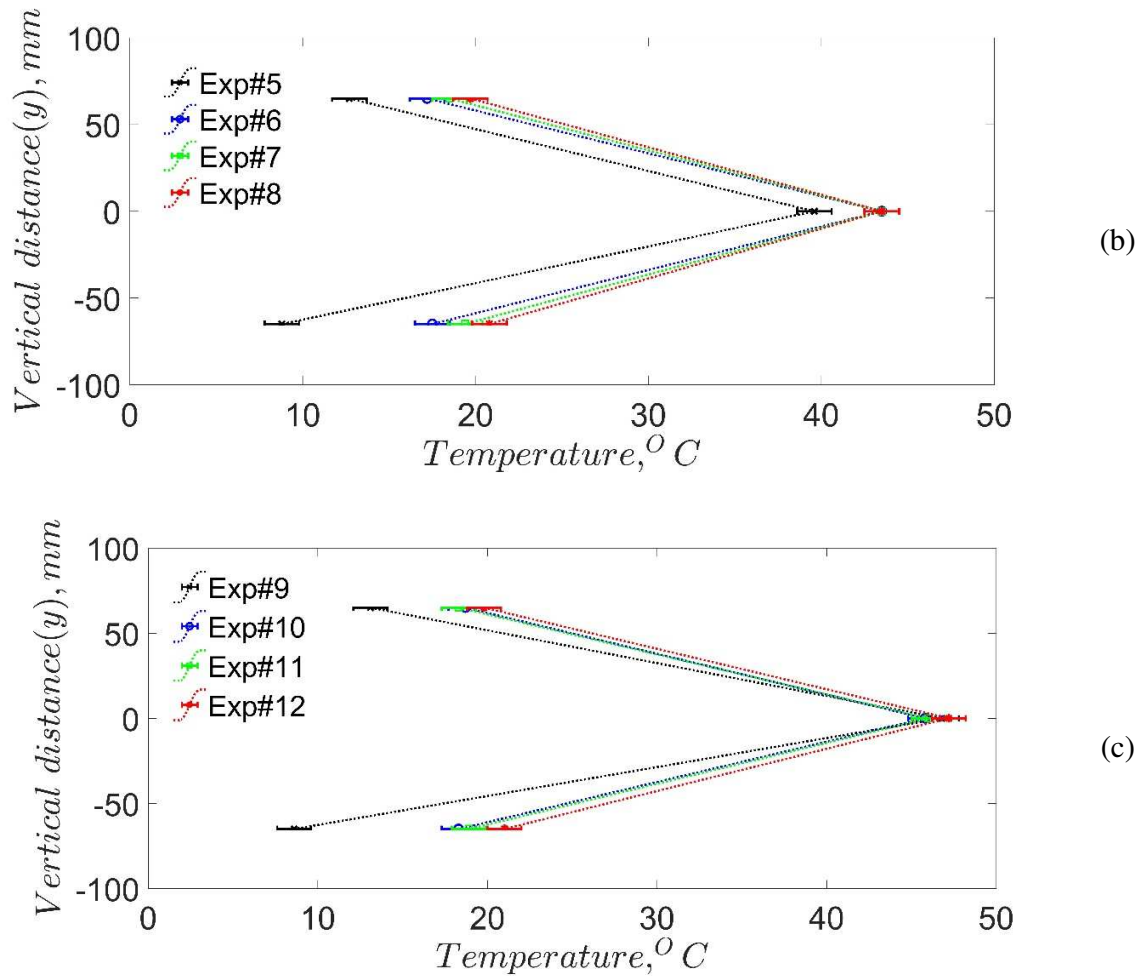 100
50
0
-50
-100
Vertical distance(y), mm
Exp#5
Exp#6
Exp#7
Exp#8
0 10 20 30 40 50
Temperature,ᴼ C
(b)
100
50
0
-50
-100
Vertical distance(y), mm
Exp#9
Exp#10
Exp#11
Exp#12
0 10 20 30 40 50
Temperature,ᴼ C
(c)